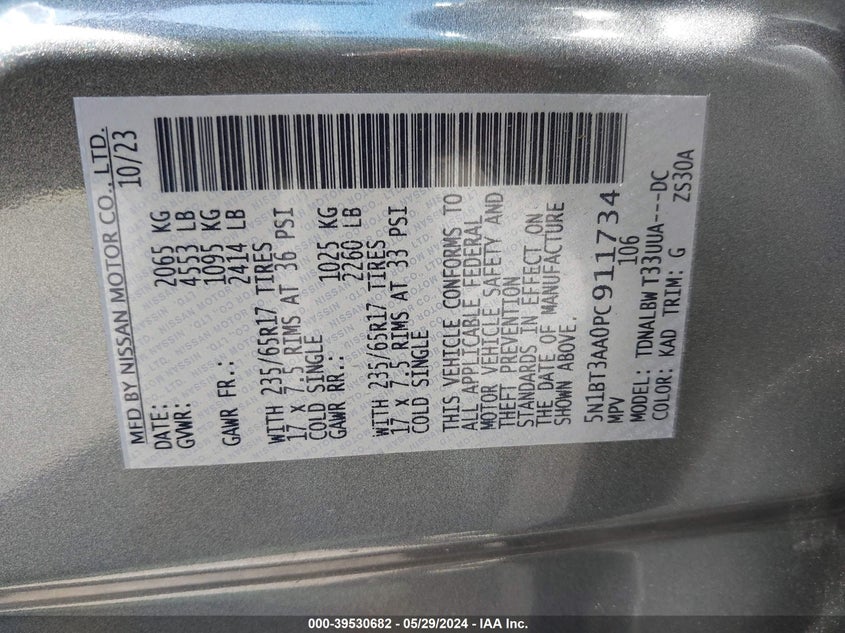 MFD BY NISSAN MOTOR CO., LTD.
DATE: 10/23
GVWR: 2065 KG
4553 LB
GAWR FR.: 1095 KG
2414 LB
WITH 235/65R17 TIRES
17 X 7.5 RIMS AT 36 PSI
COLD SINGLE
GAWR RR.: 1025 KG
2260 LB
WITH 235/65R17 TIRES
17 X 7.5 RIMS AT 33 PSI
COLD SINGLE
THIS VEHICLE CONFORMS TO
ALL APPLICABLE FEDERAL
MOTOR VEHICLE SAFETY AND
THEFT PREVENTION
STANDARDS IN EFFECT ON
THE DATE OF MANUFACTURE
SHOWN ABOVE.
5N1BT3AA0PC911734
MPV 106
MODEL: TDNALBW T33UUA---DC
COLOR: KAD TRIM: G ZS30A
000-39530682 - 05/29/2024 - IAA Inc.